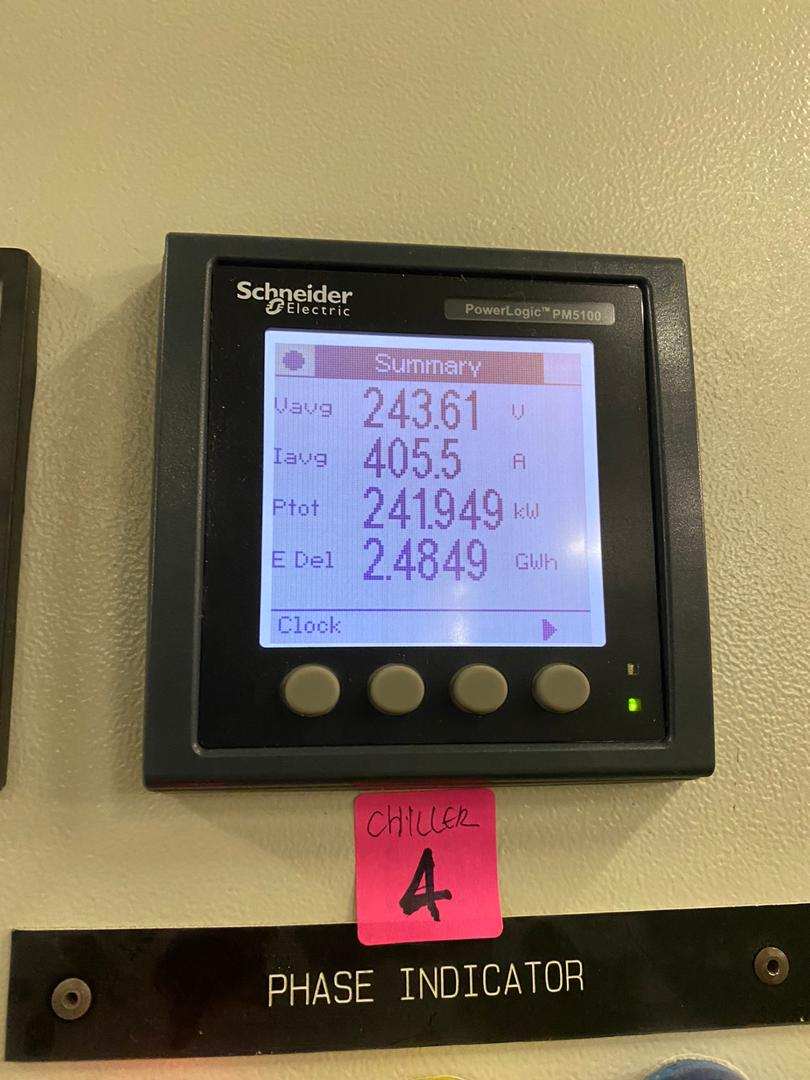 Schneider
Electric
PowerLogic™ PM5100
Summary
Vavg 243.61 V
Iavg 405.5 A
Ptot 241.949 kW
E Del 2.4849 GWh
Clock
CHILLER
4
PHASE INDICATOR